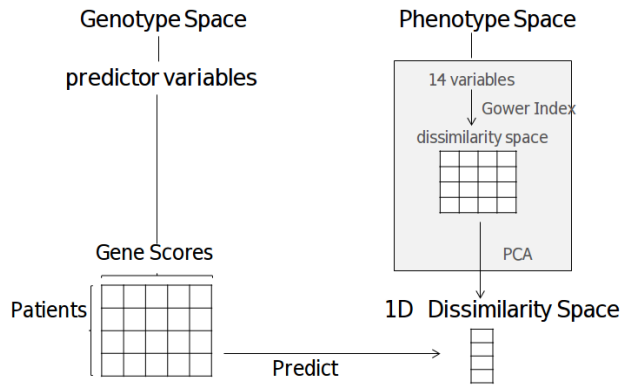 Genotype Space
Phenotype Space
predictor variables
14 variables
Gower Index
dissimilarity space
Gene Scores
PCA
Patients
1D Dissimilarity Space
Predict